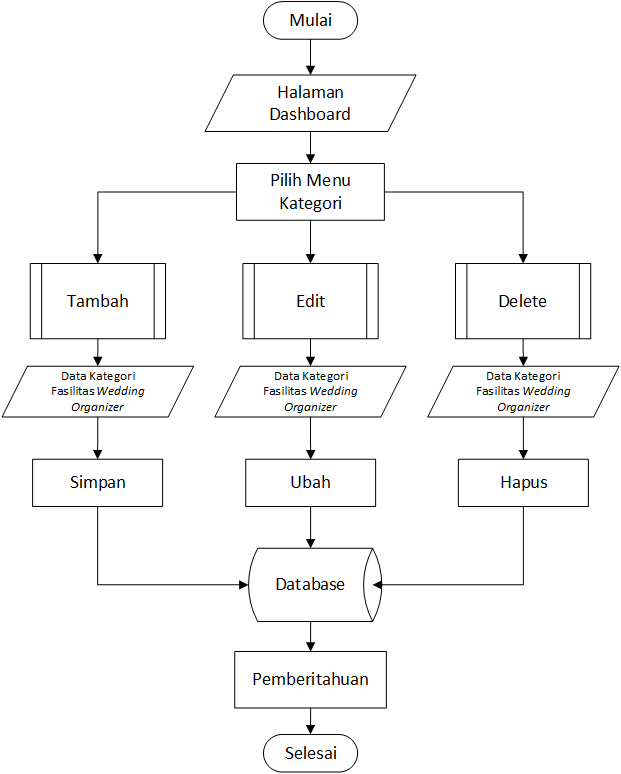 Mulai
Halaman
Dashboard
Pilih Menu
Kategori
Tambah
Edit
Delete
Data Kategori
Fasilitas Wedding
Organizer
Data Kategori
Fasilitas Wedding
Organizer
Data Kategori
Fasilitas Wedding
Organizer
Simpan
Ubah
Hapus
Database
Pemberitahuan
Selesai